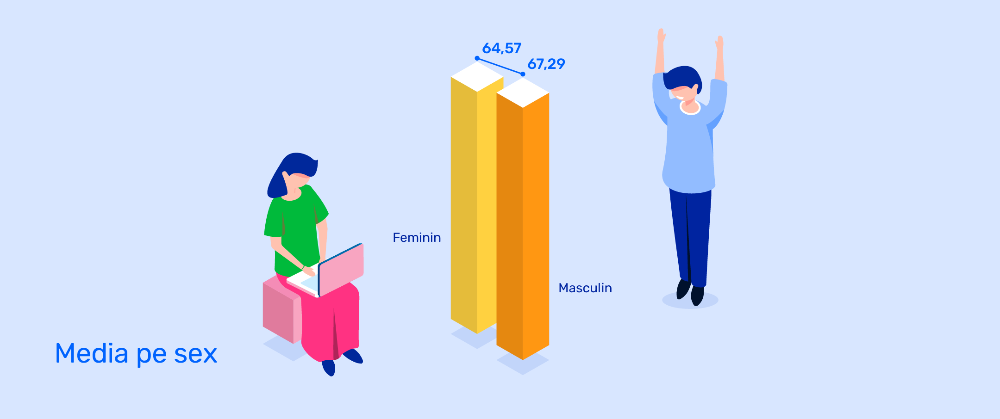 64,57
67,29
Feminin
Masculin
Media pe sex